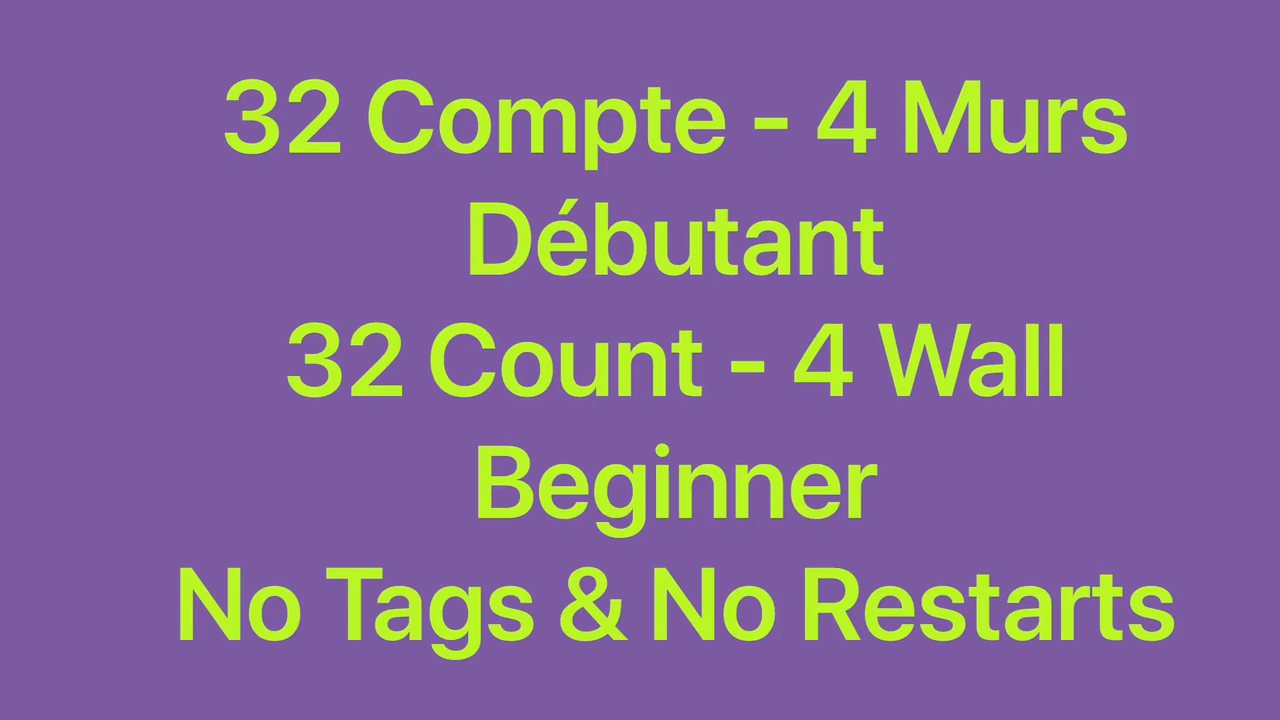 32 Compte - 4 Murs
Débutant
32 Count - 4 Wall
Beginner
No Tags & No Restarts